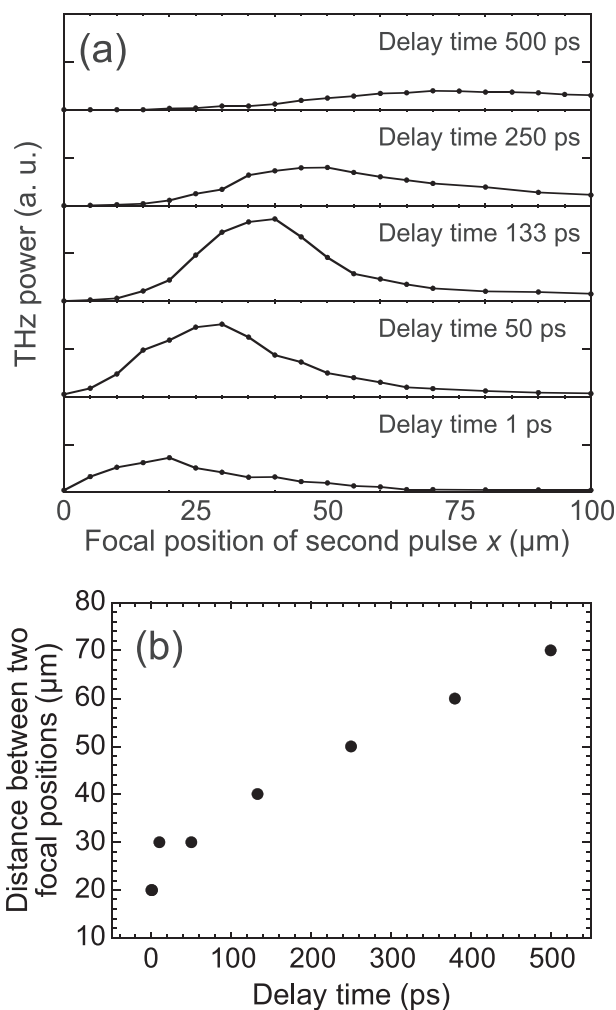 (a)
Delay time 500 ps
Delay time 250 ps
Delay time 133 ps
Delay time 50 ps
Delay time 1 ps
THz power (a. u.)
0 25 50 75 100
Focal position of second pulse x (μm)
(b)
Distance between two
focal positions (μm)
80
70
60
50
40
30
20
10
0 100 200 300 400 500
Delay time (ps)